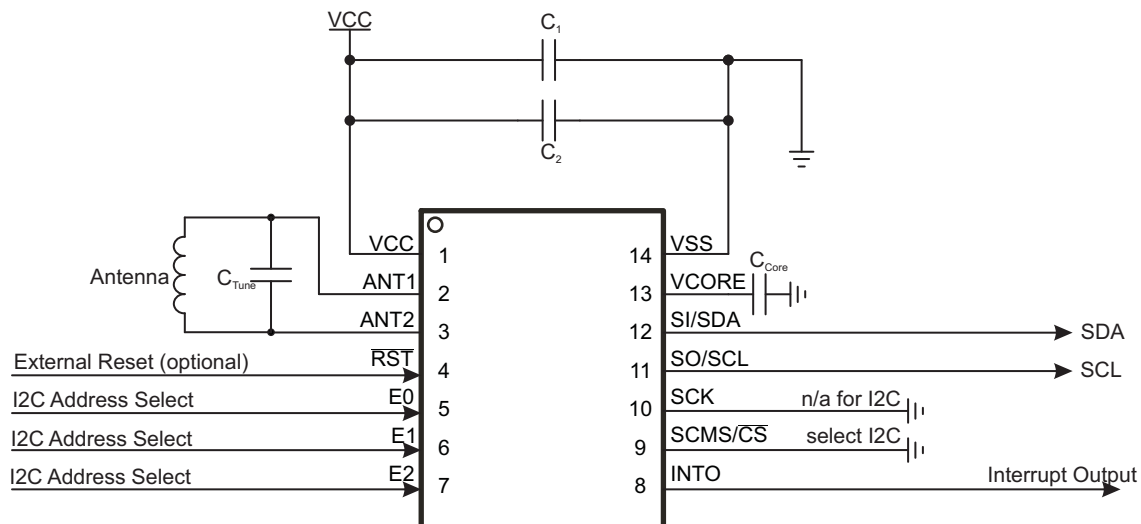 VCC
C1
C2
VCC 1 14 VSS
Antenna CTune ANT1 2 13 VCORE CCore
ANT2 3 12 SI/SDA SDA
External Reset (optional) RST 4 11 SO/SCL SCL
I2C Address Select E0 5 10 SCK n/a for I2C
I2C Address Select E1 6 9 SCMS/CS select I2C
I2C Address Select E2 7 8 INTO Interrupt Output